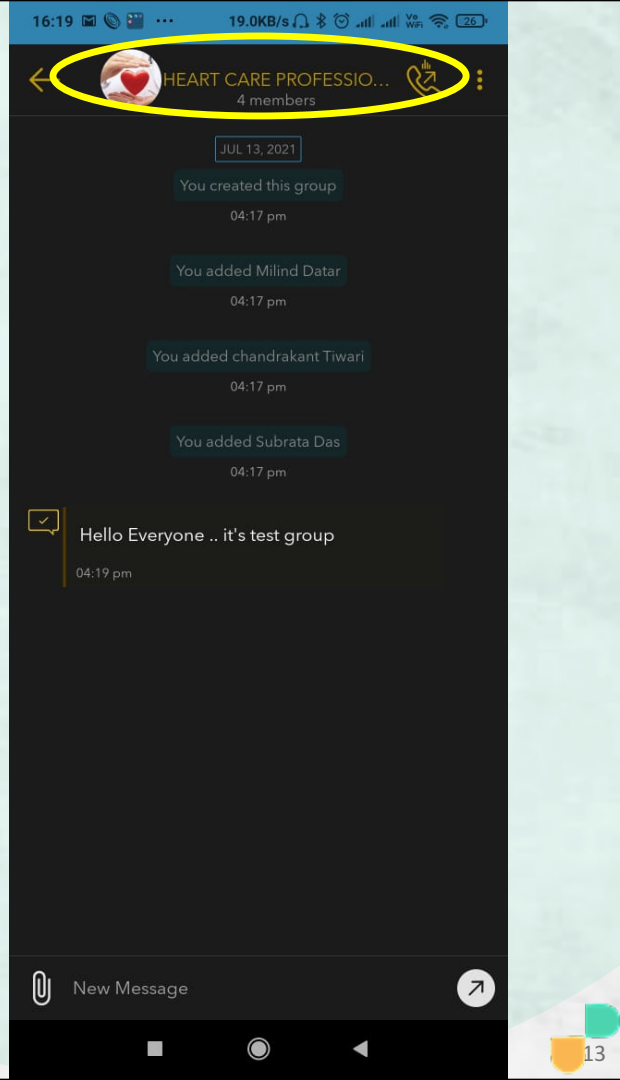 16:19 ... 19.0KB/s Vo WiFi 26
HEART CARE PROFESSIO...
4 members
JUL 13, 2021
You created this group
04:17 pm
You added Milind Datar
04:17 pm
You added chandrakant Tiwari
04:17 pm
You added Subrata Das
04:17 pm
Hello Everyone .. it's test group
04:19 pm
New Message
13